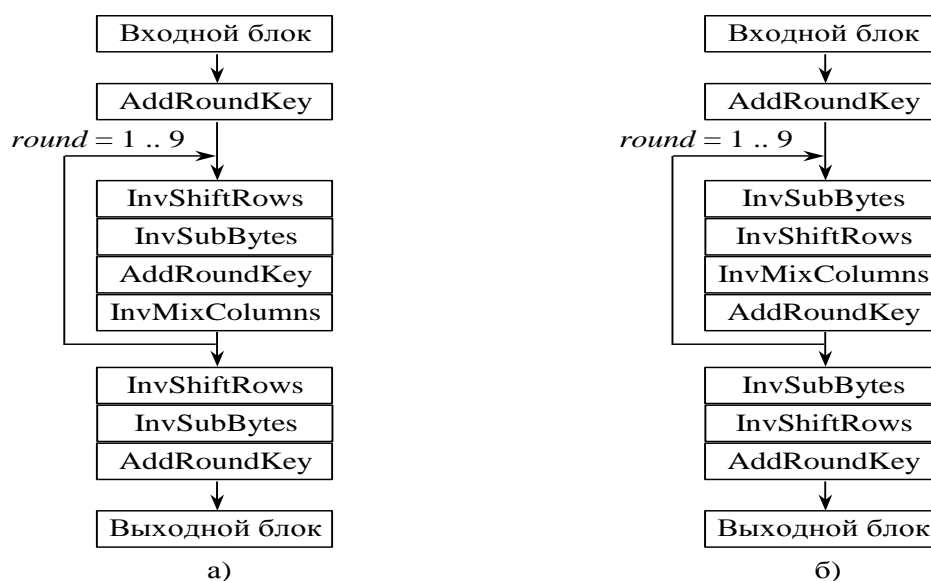 Входной блок
AddRoundKey
round = 1 .. 9
InvShiftRows
InvSubBytes
AddRoundKey
InvMixColumns
InvShiftRows
InvSubBytes
AddRoundKey
Выходной блок
а)
Входной блок
AddRoundKey
round = 1 .. 9
InvSubBytes
InvShiftRows
InvMixColumns
AddRoundKey
InvSubBytes
InvShiftRows
AddRoundKey
Выходной блок
б)